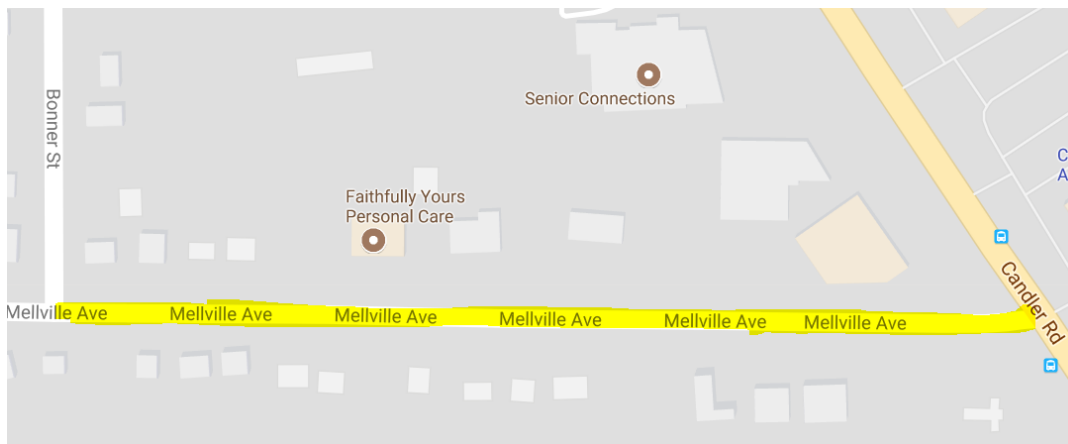 Bonner St
Senior Connections
Faithfully Yours
Personal Care
C
A
Candler Rd
Mellville Ave
Mellville Ave
Mellville Ave
Mellville Ave
Mellville Ave
Mellville Ave